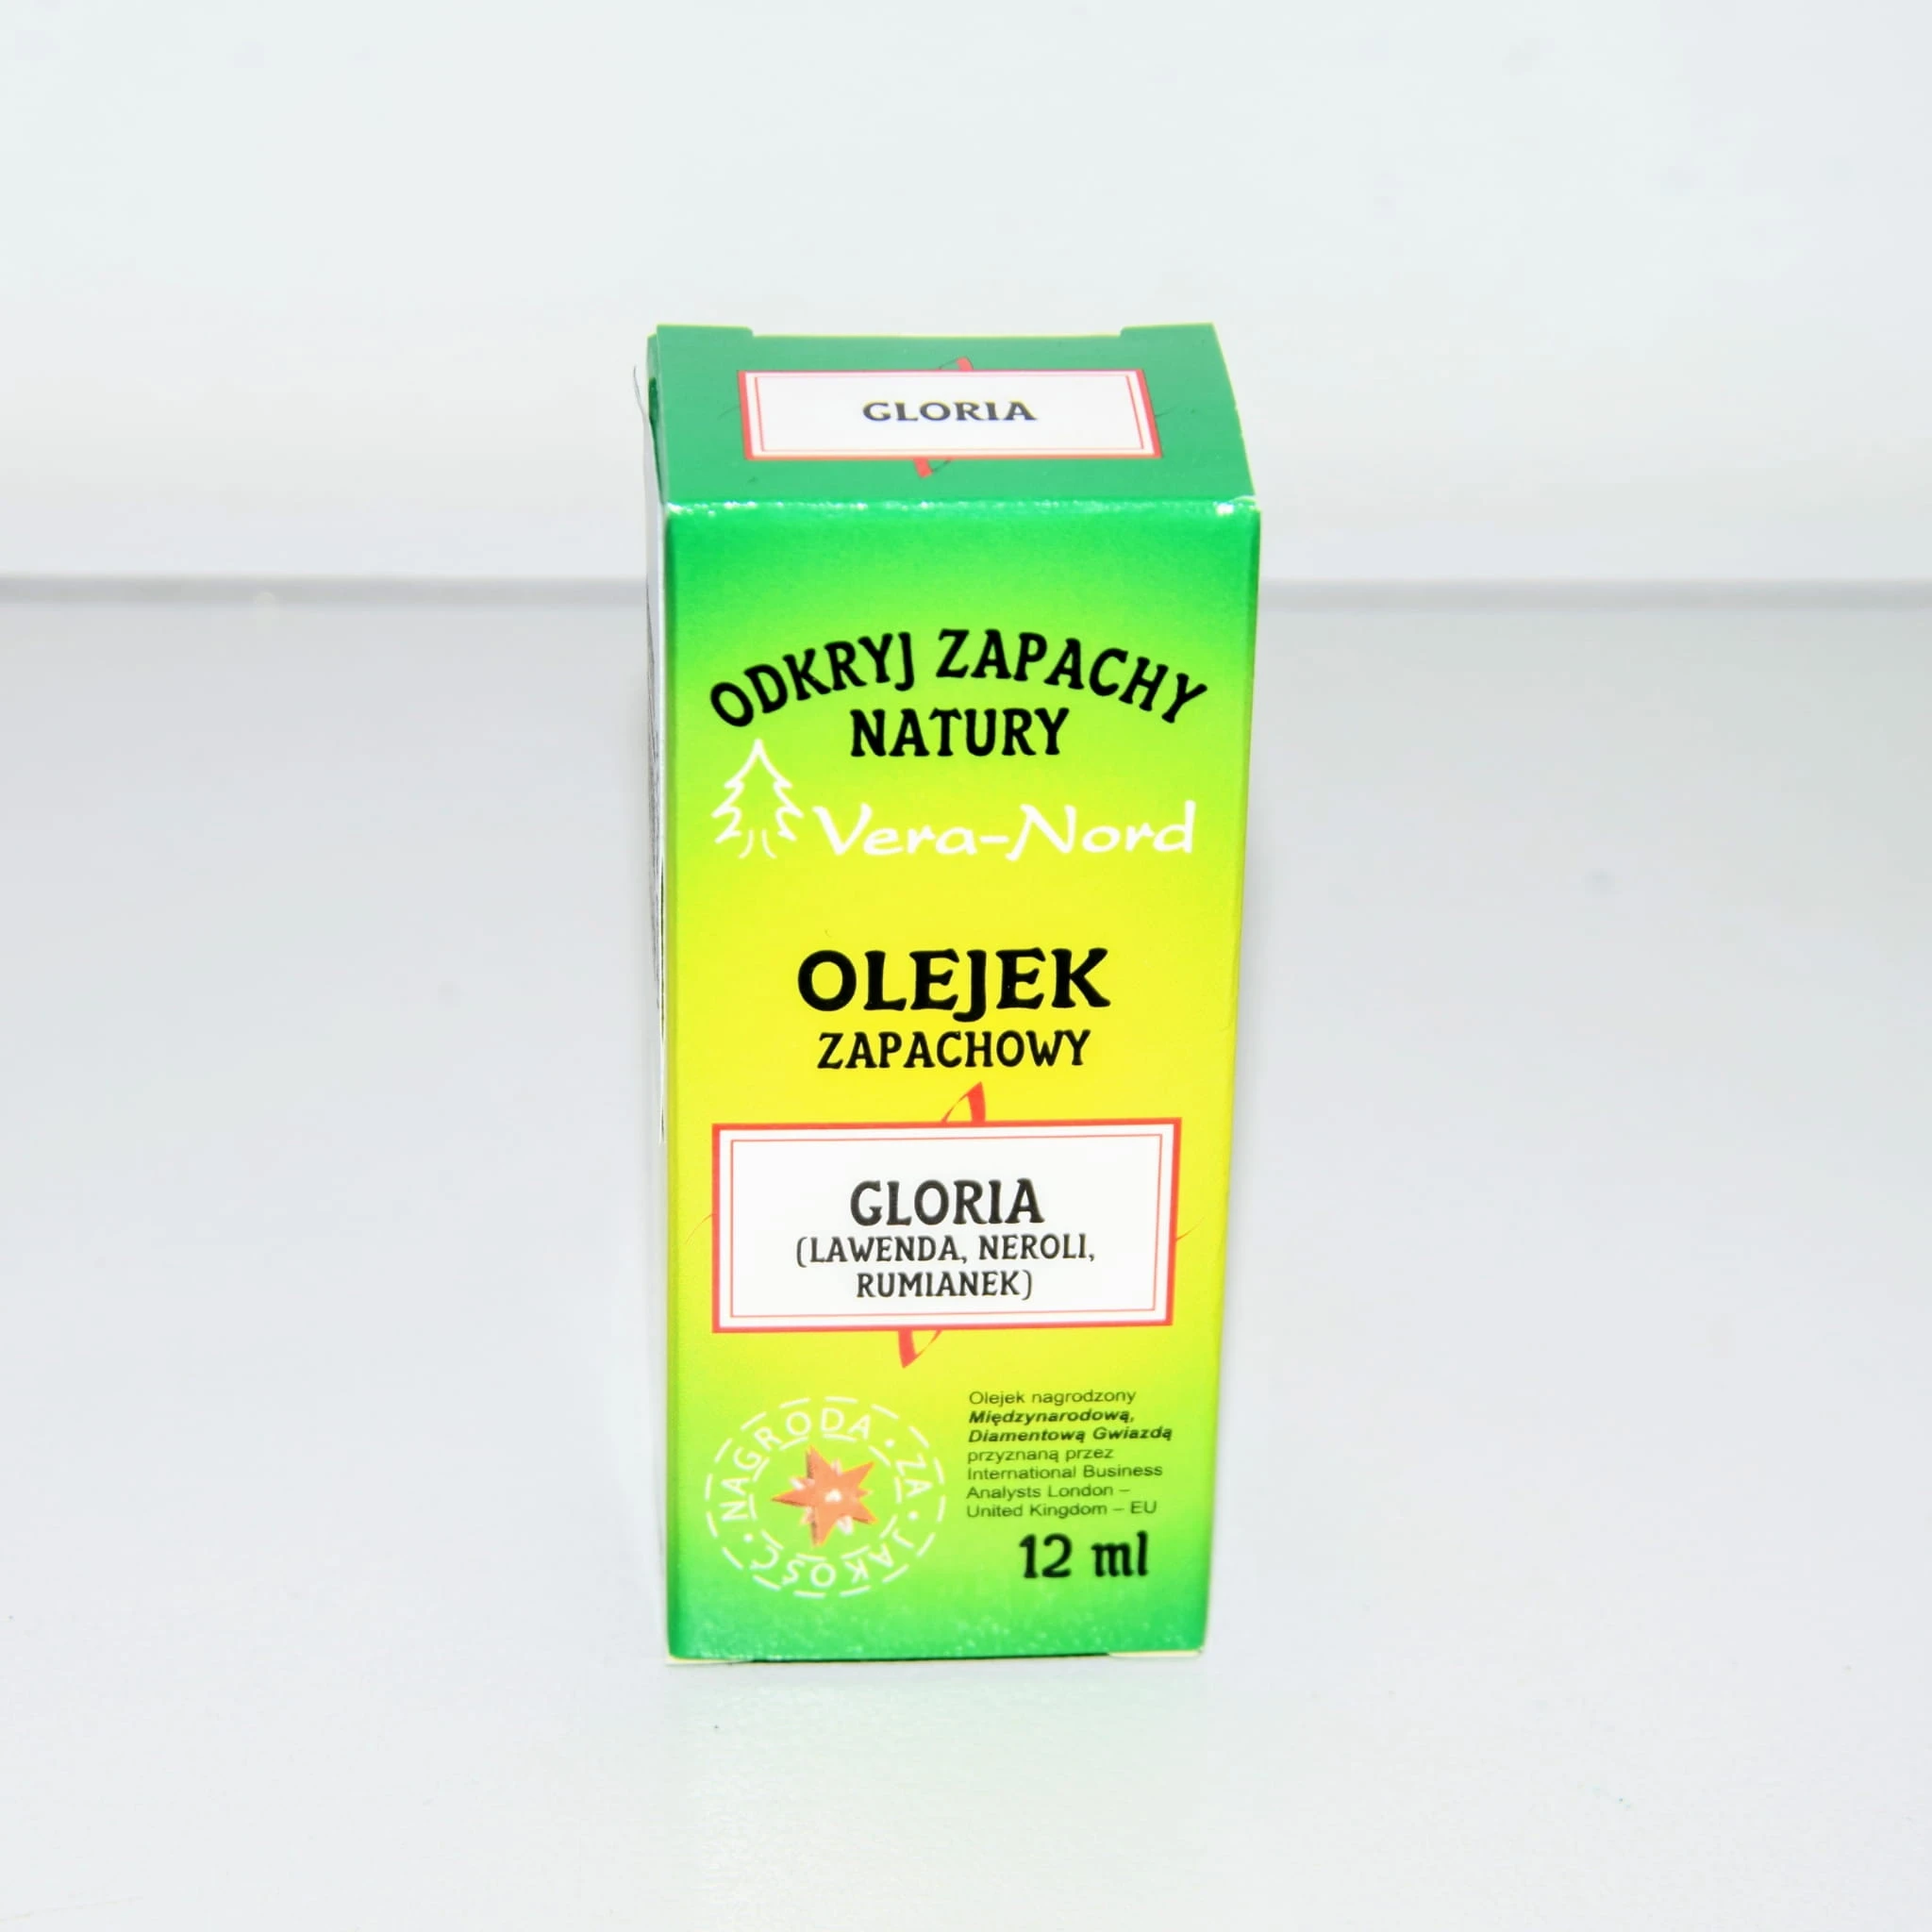 GLORIA
ODKRYJ ZAPACHY
NATURY
Vera-Nord
OLEJEK
ZAPACHOWY
GLORIA
(LAWENDA, NEROLI,
RUMIANEK)
NAGRODA • ZA • JAKOŚĆ •
Olejek nagrodzony
Międzynarodową,
Diamentową Gwiazdą
przyznaną przez
International Business
Analysts London –
United Kingdom – EU
12 ml